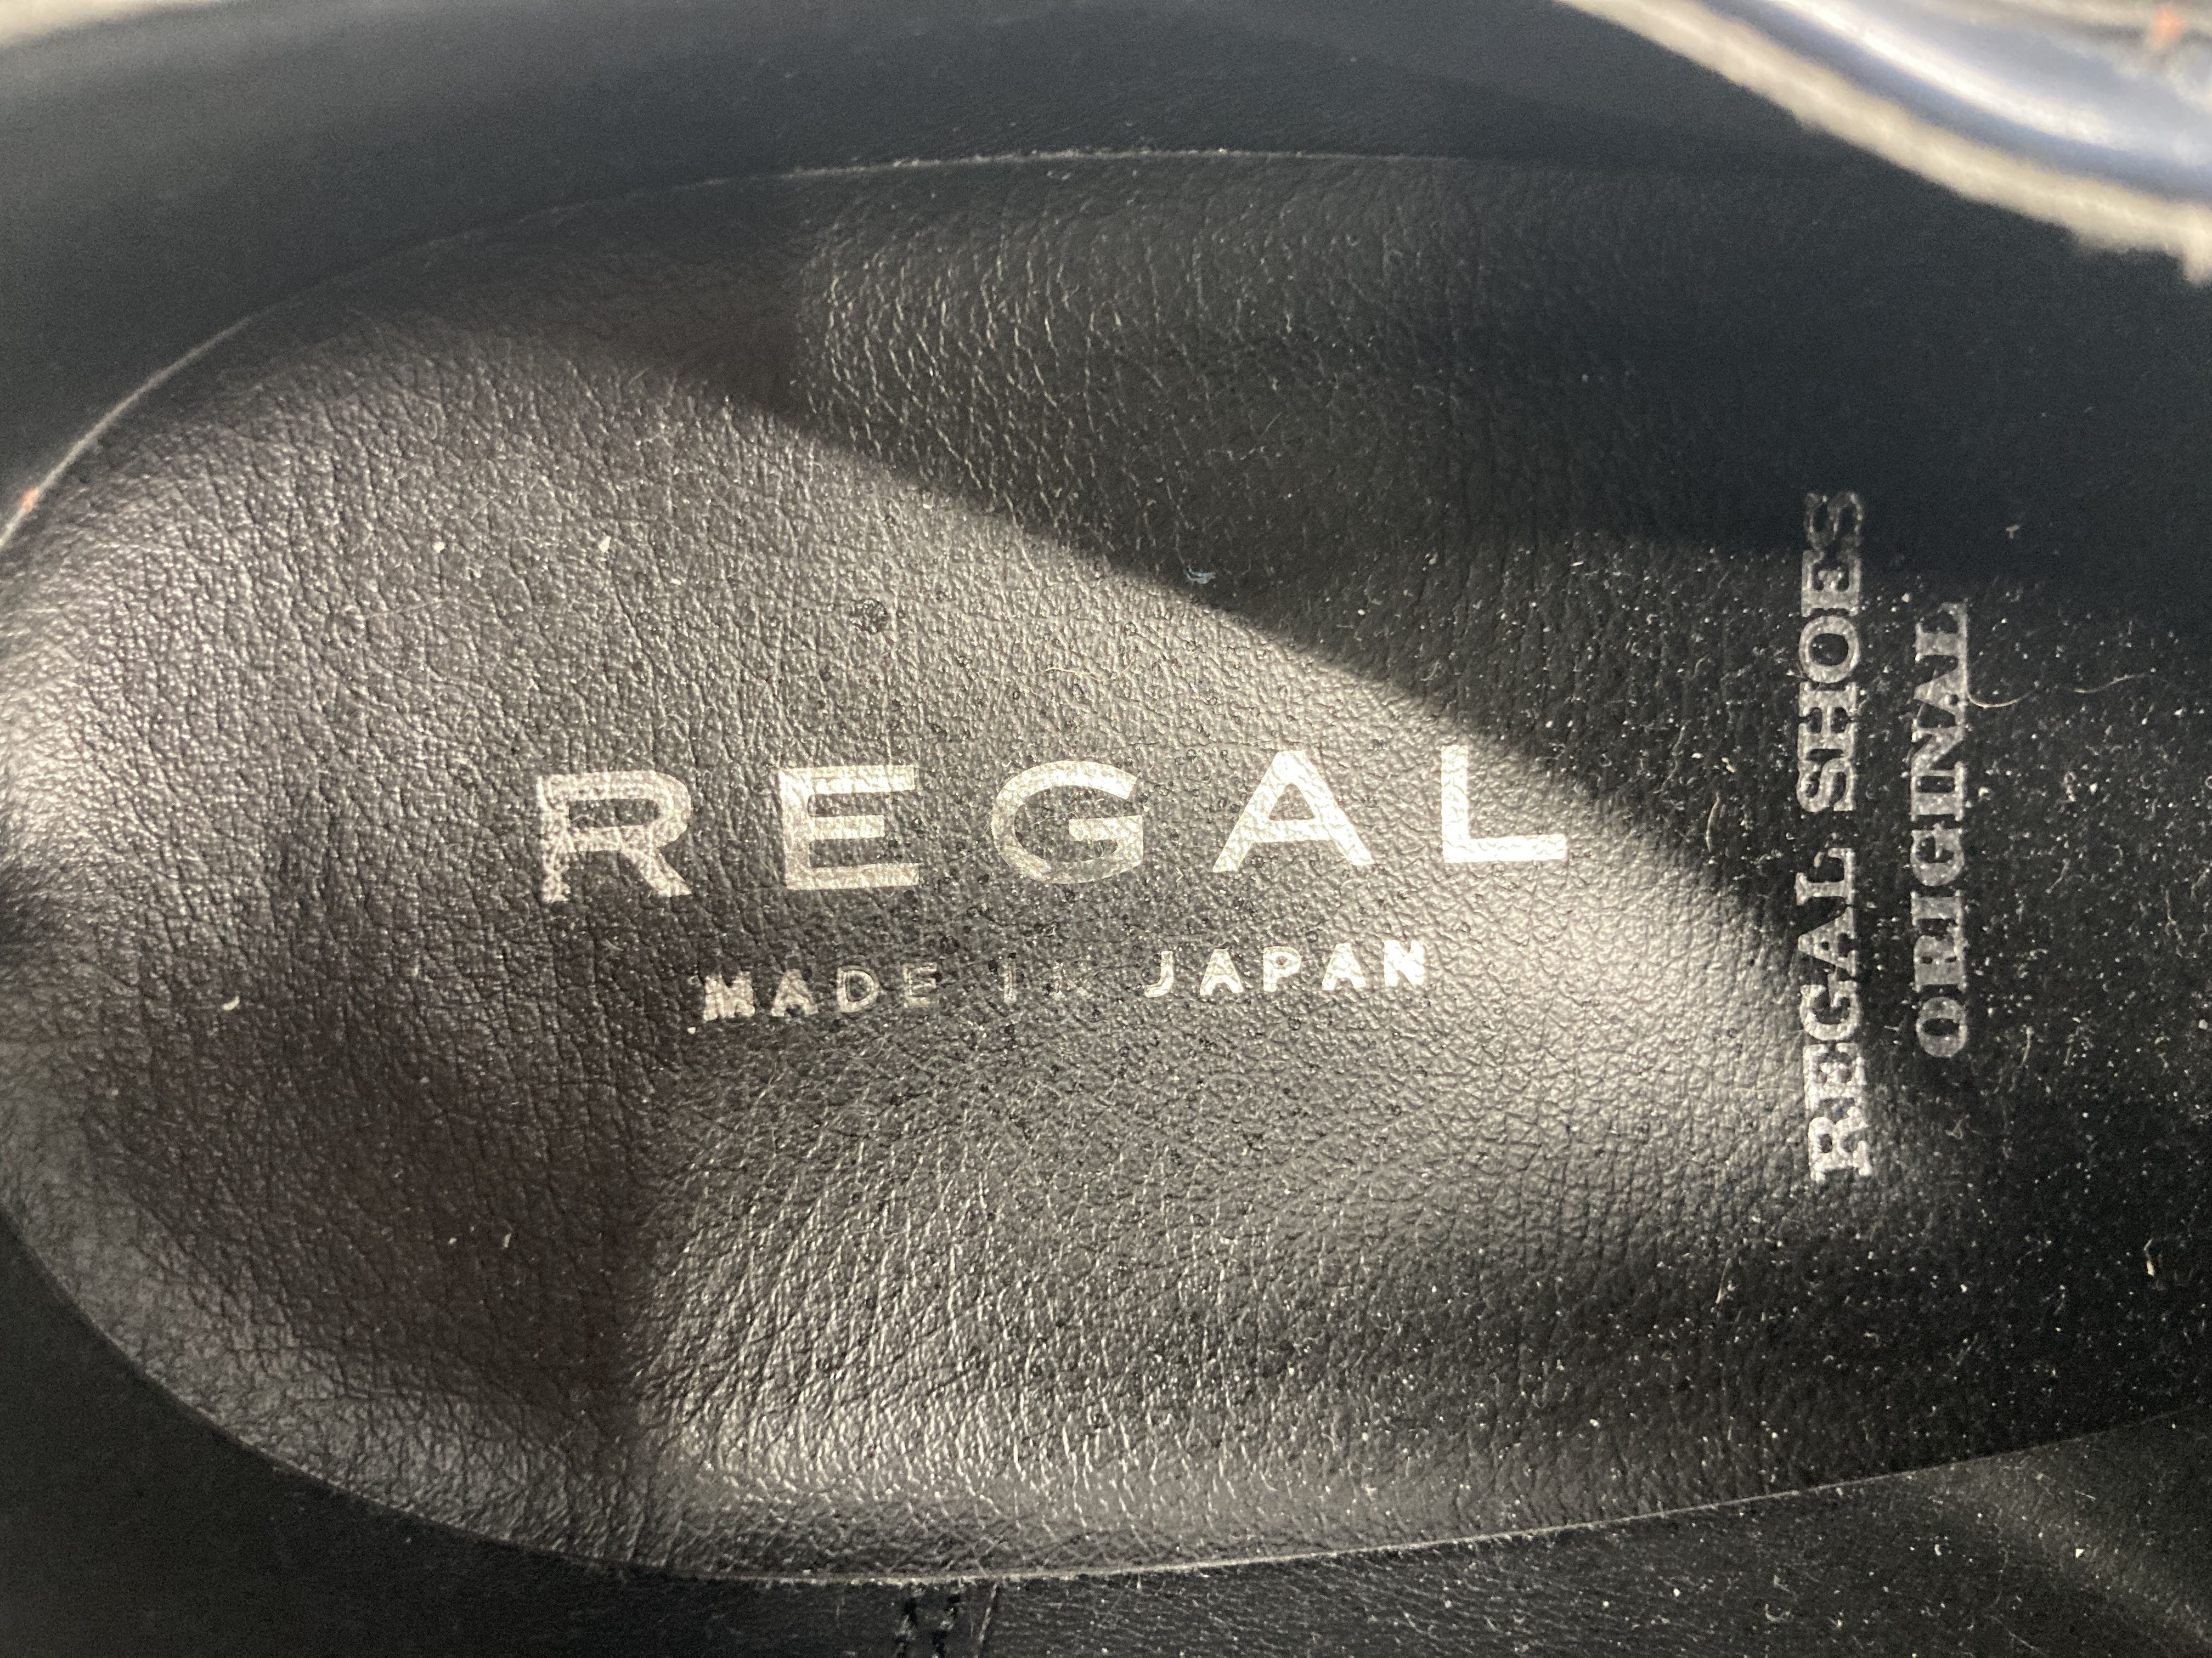 REGAL
MADE IN JAPAN
REGAL SHOES
ORIGINAL